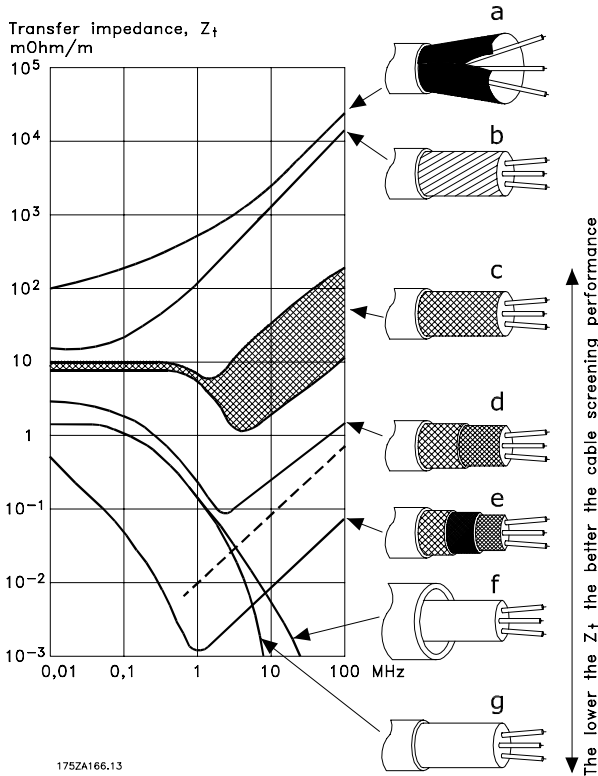 Transfer impedance, Zt
mOhm/m
a
10⁵
10⁴
b
10³
10²
c
10
d
1
10⁻¹
e
10⁻²
f
10⁻³
0,01 0,1 1 10 100 MHz
g
175ZA166.13
The lower the Zt the better the cable screening performance